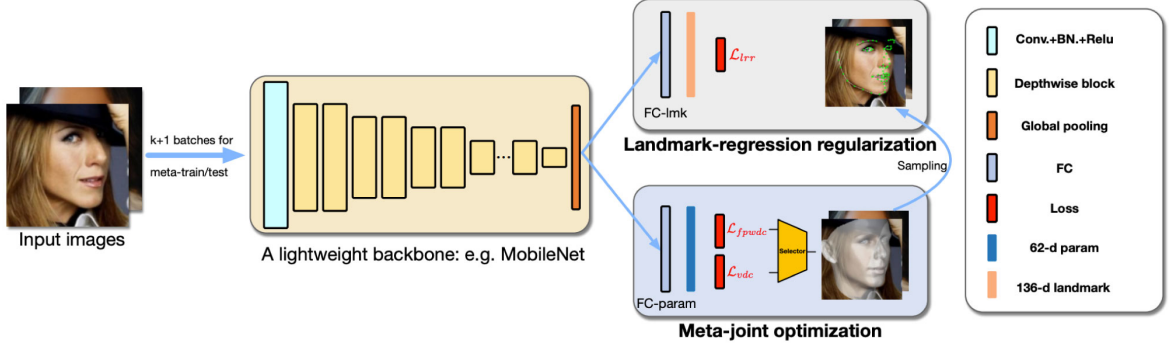 Input images
k+1 batches for
meta-train/test
A lightweight backbone: e.g. MobileNet
FC-lmk
ℒlrr
Landmark-regression regularization
Sampling
FC-param
ℒfpwdc
ℒvdc
Selector
Meta-joint optimization
Conv.+BN.+Relu
Depthwise block
Global pooling
FC
Loss
62-d param
136-d landmark